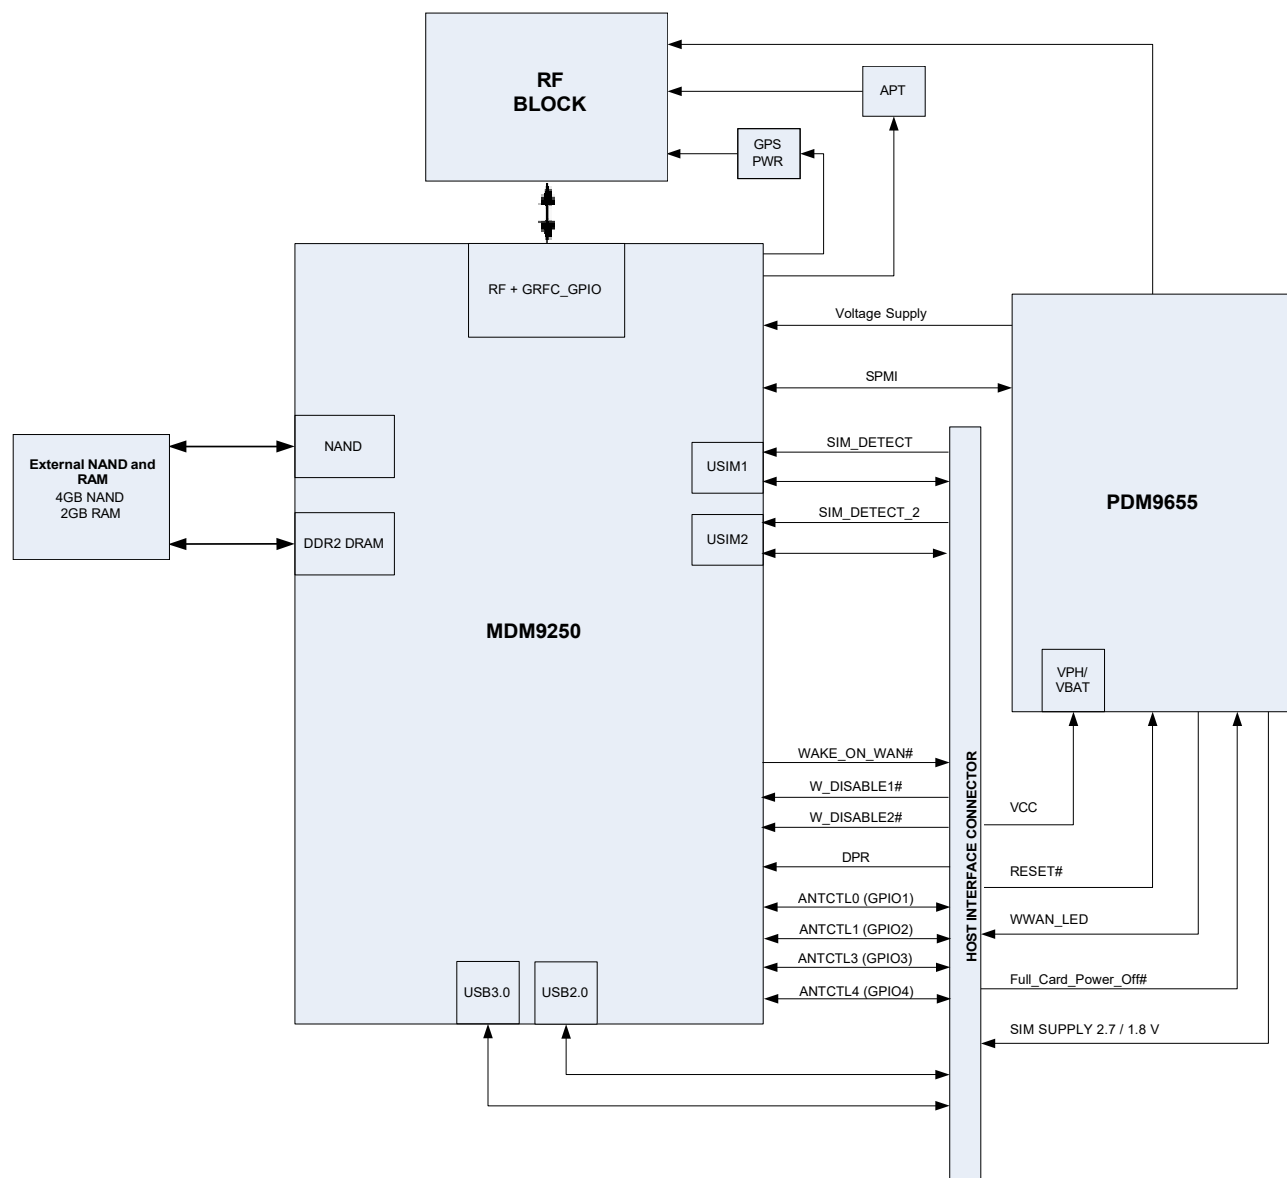 RF
BLOCK
APT
GPS
PWR
RF + GRFC_GPIO
Voltage Supply
SPMI
NAND
External NAND and
RAM
4GB NAND
2GB RAM
DDR2 DRAM
USIM1
SIM_DETECT
USIM2
SIM_DETECT_2
PDM9655
MDM9250
VPH/
VBAT
WAKE_ON_WAN#
W_DISABLE1#
W_DISABLE2#
DPR
ANTCTL0 (GPIO1)
ANTCTL1 (GPIO2)
ANTCTL3 (GPIO3)
ANTCTL4 (GPIO4)
HOST INTERFACE CONNECTOR
VCC
RESET#
WWAN_LED
Full_Card_Power_Off#
SIM SUPPLY 2.7 / 1.8 V
USB3.0
USB2.0